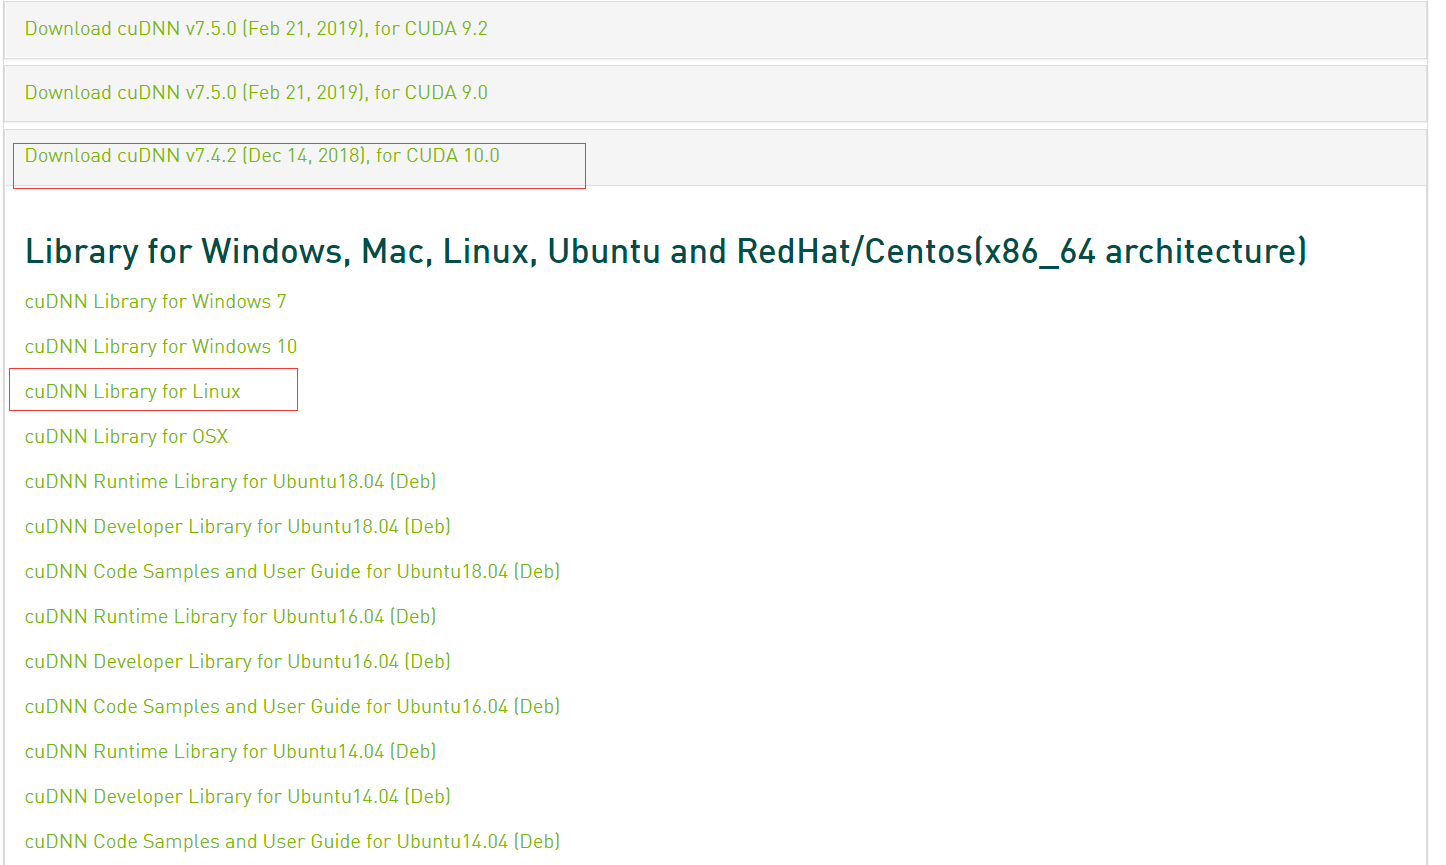 Download cuDNN v7.5.0 (Feb 21, 2019), for CUDA 9.2
Download cuDNN v7.5.0 (Feb 21, 2019), for CUDA 9.0
Download cuDNN v7.4.2 (Dec 14, 2018), for CUDA 10.0
Library for Windows, Mac, Linux, Ubuntu and RedHat/Centos(x86_64 architecture)
cuDNN Library for Windows 7
cuDNN Library for Windows 10
cuDNN Library for Linux
cuDNN Library for OSX
cuDNN Runtime Library for Ubuntu18.04 (Deb)
cuDNN Developer Library for Ubuntu18.04 (Deb)
cuDNN Code Samples and User Guide for Ubuntu18.04 (Deb)
cuDNN Runtime Library for Ubuntu16.04 (Deb)
cuDNN Developer Library for Ubuntu16.04 (Deb)
cuDNN Code Samples and User Guide for Ubuntu16.04 (Deb)
cuDNN Runtime Library for Ubuntu14.04 (Deb)
cuDNN Developer Library for Ubuntu14.04 (Deb)
cuDNN Code Samples and User Guide for Ubuntu14.04 (Deb)